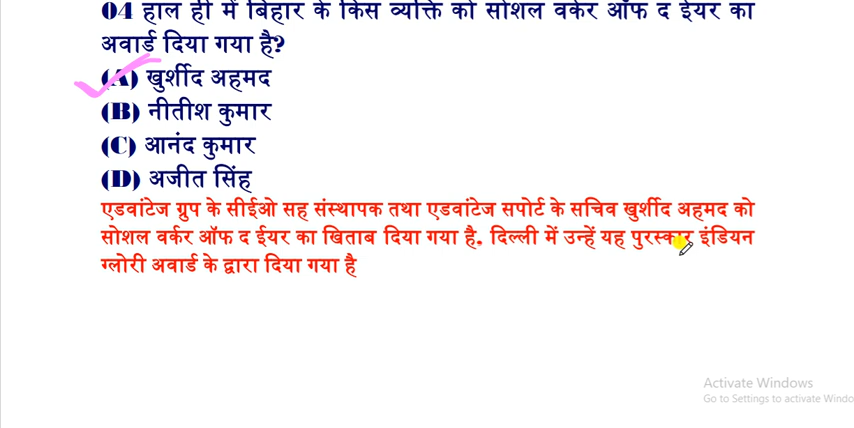 04 हाल ही में बिहार के किस व्यक्ति को सोशल वर्कर ऑफ द ईयर का
अवार्ड दिया गया है?
(A) खुर्शीद अहमद
(B) नीतीश कुमार
(C) आनंद कुमार
(D) अजीत सिंह
एडवांटेज ग्रुप के सीईओ सह संस्थापक तथा एडवांटेज सपोर्ट के सचिव खुर्शीद अहमद को
सोशल वर्कर ऑफ द ईयर का खिताब दिया गया है, दिल्ली में उन्हें यह पुरस्कार इंडियन
ग्लोरी अवार्ड के द्वारा दिया गया है
Activate Windows
Go to Settings to activate Windo